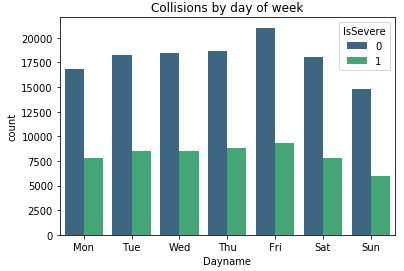 Collisions by day of week
IsSevere
0
1
count
20000
17500
15000
12500
10000
7500
5000
2500
0
Mon Tue Wed Thu Fri Sat Sun
Dayname